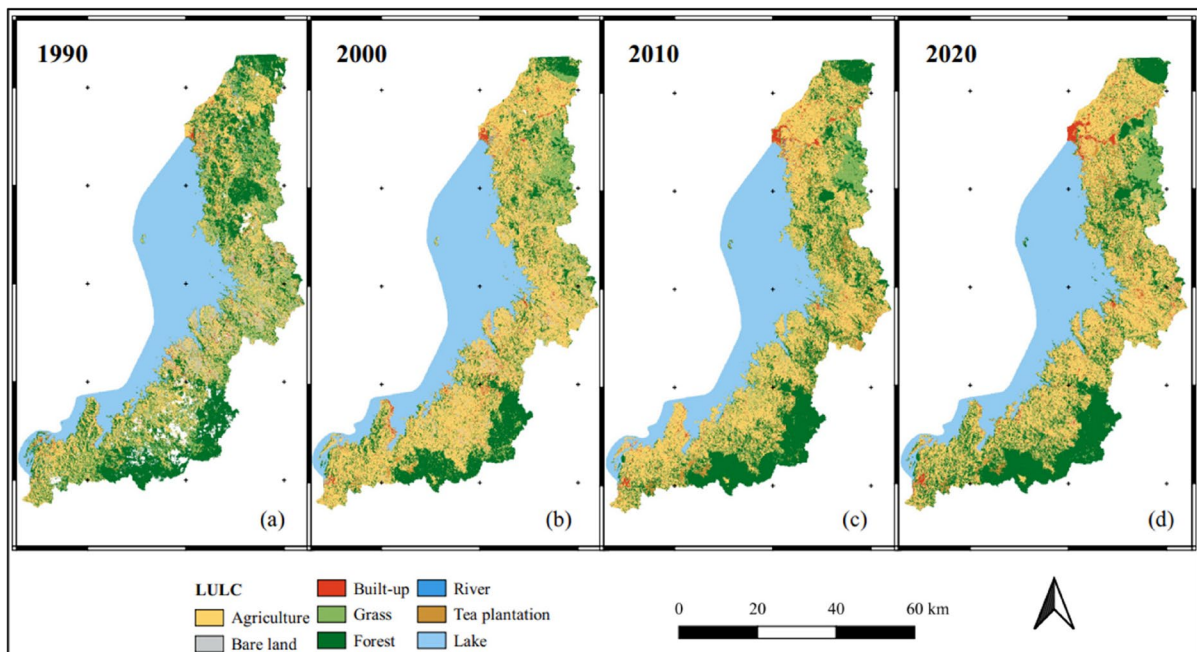 1990
2000
2010
2020
(a)
(b)
(c)
(d)
LULC
Agriculture
Bare land
Built-up
Grass
Forest
River
Tea plantation
Lake
0 20 40 60 km